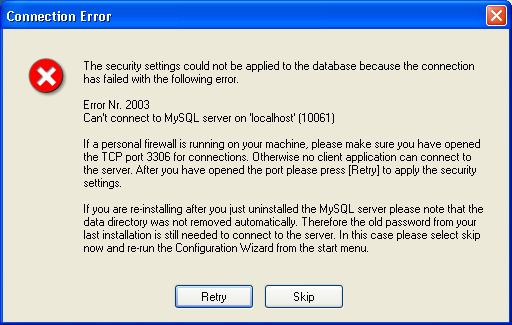 Connection Error
The security settings could not be applied to the database because the connection
has failed with the following error.
Error Nr. 2003
Can't connect to MySQL server on 'localhost' (10061)
If a personal firewall is running on your machine, please make sure you have opened
the TCP port 3306 for connections. Otherwise no client application can connect to
the server. After you have opened the port please press [Retry] to apply the security
settings.
If you are re-installing after you just uninstalled the MySQL server please note that the
data directory was not removed automatically. Therefore the old password from your
last installation is still needed to connect to the server. In this case please select skip
now and re-run the Configuration Wizard from the start menu.
Retry
Skip